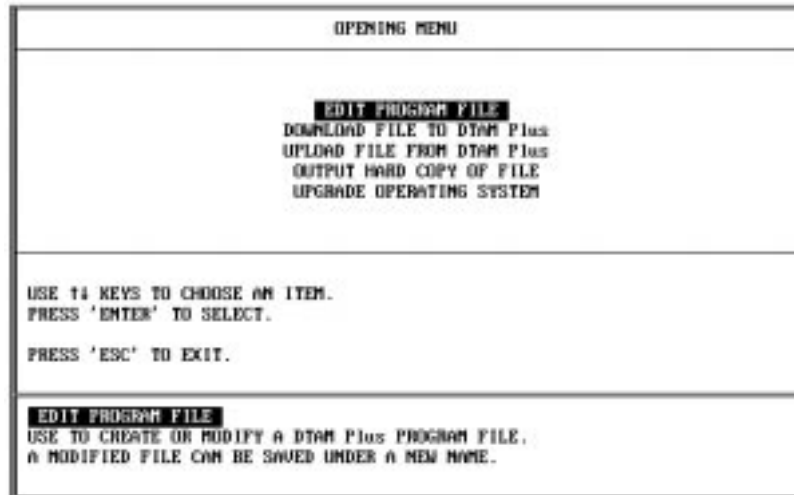 OPENING MENU
EDIT PROGRAM FILE
DOWNLOAD FILE TO DTAM Plus
UPLOAD FILE FROM DTAM Plus
OUTPUT HARD COPY OF FILE
UPGRADE OPERATING SYSTEM
USE ↑↓ KEYS TO CHOOSE AN ITEM.
PRESS 'ENTER' TO SELECT.
PRESS 'ESC' TO EXIT.
EDIT PROGRAM FILE
USE TO CREATE OR MODIFY A DTAM Plus PROGRAM FILE.
A MODIFIED FILE CAN BE SAVED UNDER A NEW NAME.